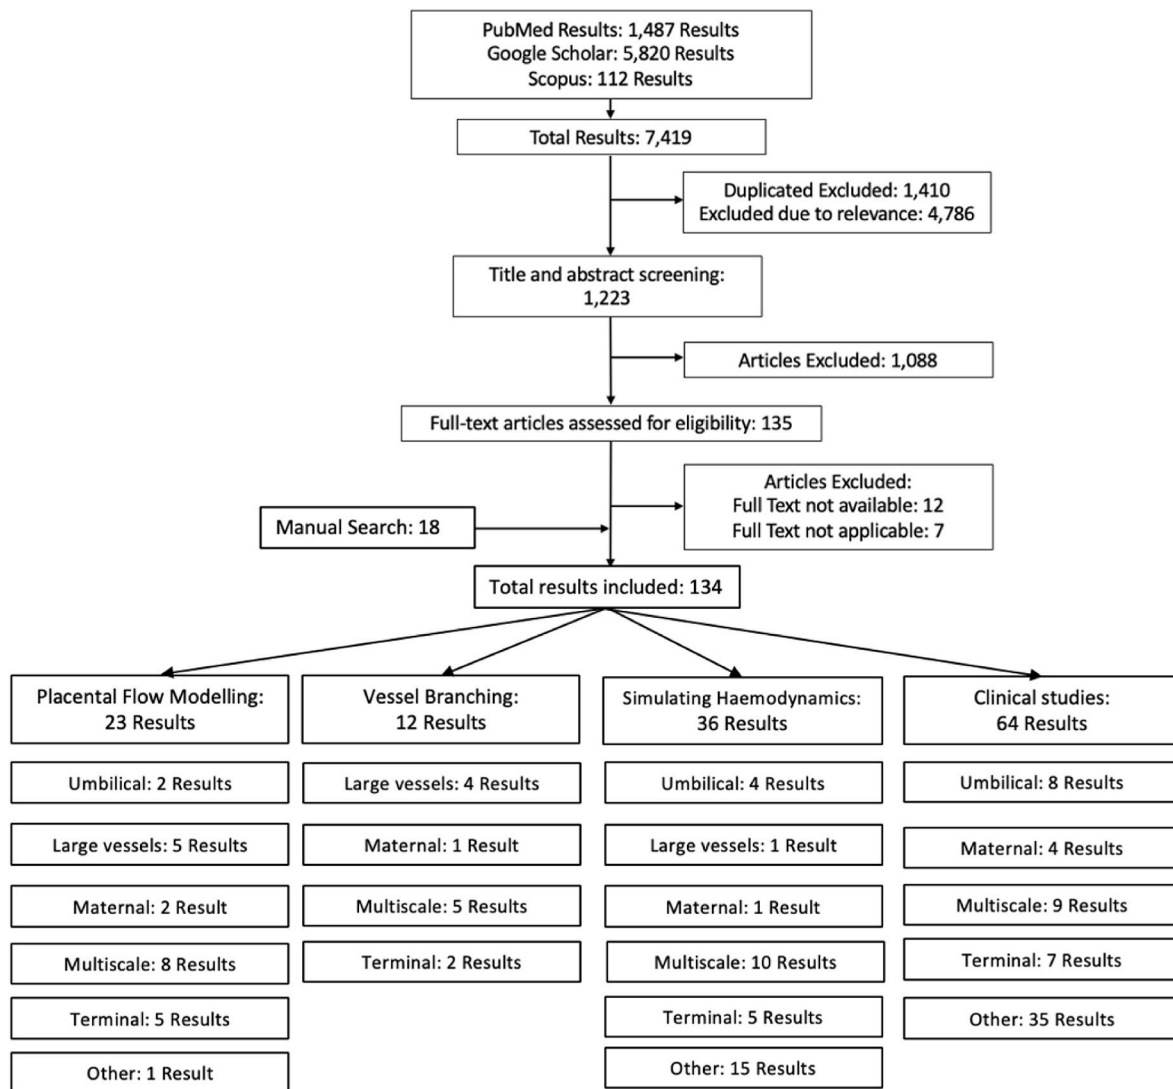 PubMed Results: 1,487 Results
Google Scholar: 5,820 Results
Scopus: 112 Results
Total Results: 7,419
Duplicated Excluded: 1,410
Excluded due to relevance: 4,786
Title and abstract screening:
1,223
Articles Excluded: 1,088
Full-text articles assessed for eligibility: 135
Articles Excluded:
Full Text not available: 12
Full Text not applicable: 7
Manual Search: 18
Total results included: 134
Placental Flow Modelling:
23 Results
Umbilical: 2 Results
Large vessels: 5 Results
Maternal: 2 Result
Multiscale: 8 Results
Terminal: 5 Results
Other: 1 Result
Vessel Branching:
12 Results
Large vessels: 4 Results
Maternal: 1 Result
Multiscale: 5 Results
Terminal: 2 Results
Simulating Haemodynamics:
36 Results
Umbilical: 4 Results
Large vessels: 1 Result
Maternal: 1 Result
Multiscale: 10 Results
Terminal: 5 Results
Other: 15 Results
Clinical studies:
64 Results
Umbilical: 8 Results
Maternal: 4 Results
Multiscale: 9 Results
Terminal: 7 Results
Other: 35 Results